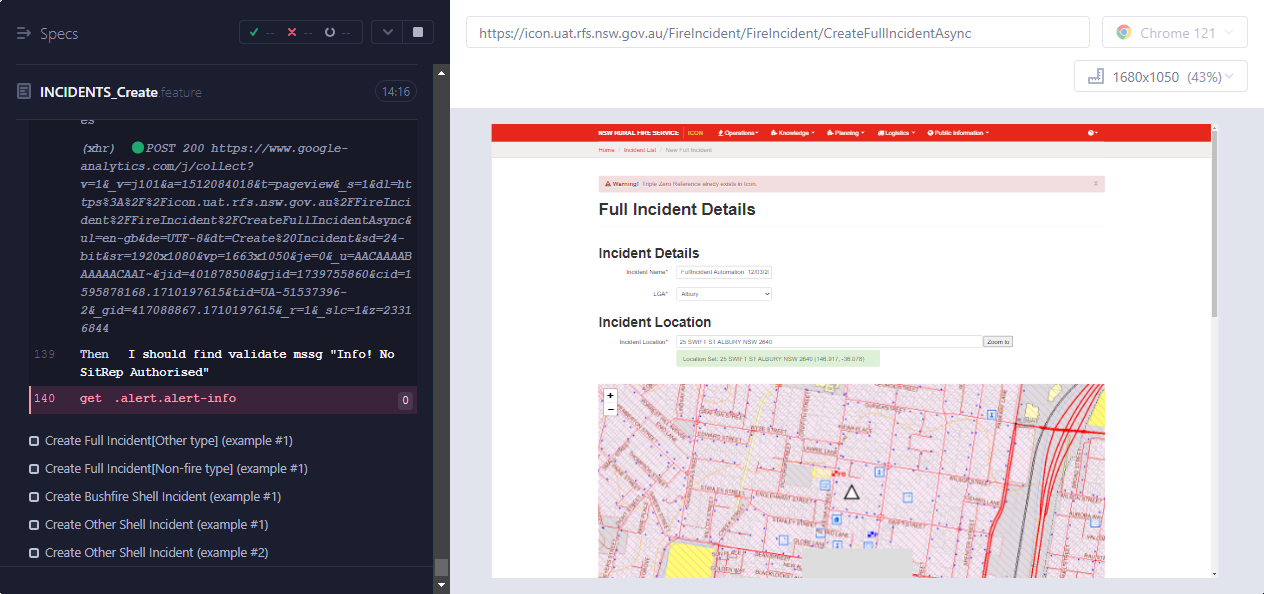 Specs
-- -- --
INCIDENTS_Create.feature
14:16
es
(xhr) POST 200 https://www.google-
analytics.com/j/collect?
v=1&_v=j101&a=1512084018&t=pageview&_s=1&dl=ht
tps%3A%2F%2Ficon.uat.rfs.nsw.gov.au%2FFireInci
dent%2FFireIncident%2FCreateFullIncidentAsync&
ul=en-gb&de=UTF-8&dt=Create%20Incident&sd=24-
bit&sr=1920x1080&vp=1663x1050&je=0&_u=AACAAAAB
AAAAACAAI~&jid=401878508&gjid=1739755860&cid=1
595878168.1710197615&tid=UA-51537396-
2&_gid=417088867.1710197615&_r=1&_slc=1&z=2331
6844
139 Then I should find validate mssg "Info! No
SitRep Authorised"
140 get .alert.alert-info 0
Create Full Incident[Other type] (example #1)
Create Full Incident[Non-fire type] (example #1)
Create Bushfire Shell Incident (example #1)
Create Other Shell Incident (example #1)
Create Other Shell Incident (example #2)
https://icon.uat.rfs.nsw.gov.au/FireIncident/FireIncident/CreateFullIncidentAsync
Chrome 121
1680x1050 (43%)
NSW RURAL FIRE SERVICE ICON Operations Knowledge Planning Logistics Public Information
Home / Incident List / New Full Incident
Warning! Triple Zero Reference already exists in Icon.
x
Full Incident Details
Incident Details
Incident Name* FullIncident Automation 12/03/2
LGA* Albury
Incident Location
Incident Location* 25 SWIFT ST ALBURY NSW 2640 Zoom to
Location Set: 25 SWIFT ST ALBURY NSW 2640 (146.917, -36.078)
+
−